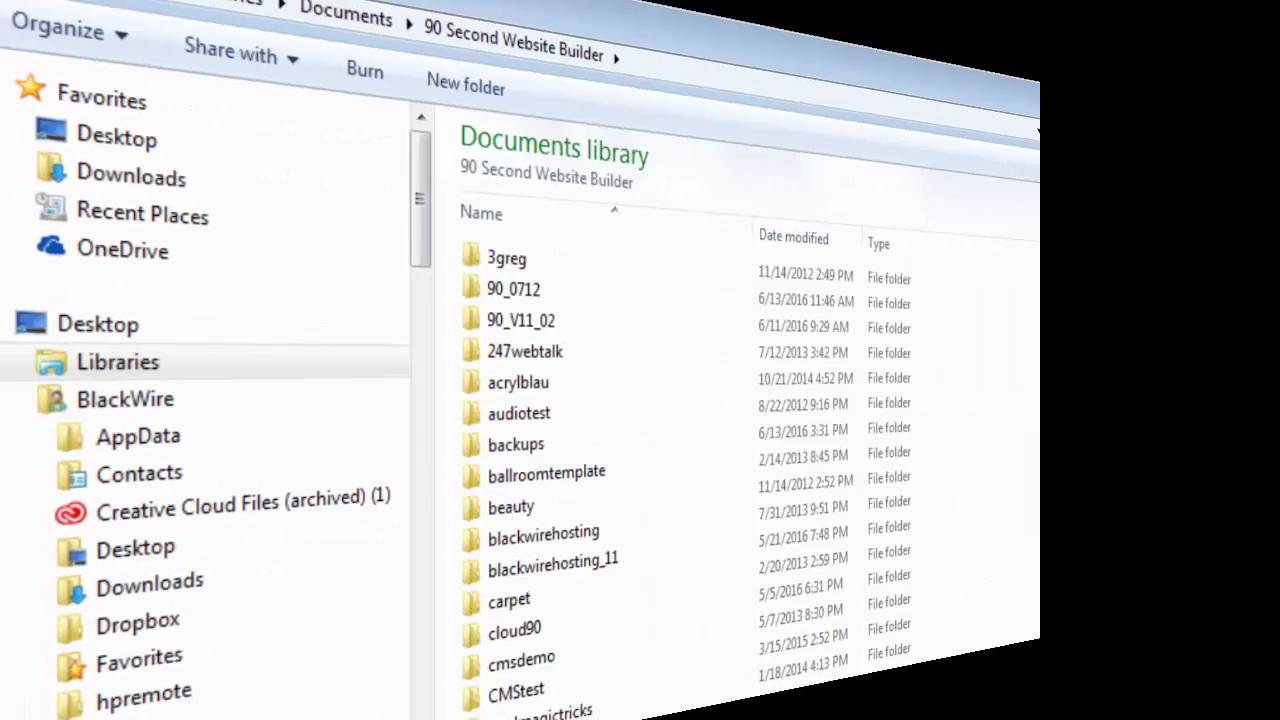 Documents
90 Second Website Builder
Organize
Share with
Burn
New folder
Favorites
Desktop
Downloads
Recent Places
OneDrive
Desktop
Libraries
BlackWire
AppData
Contacts
Creative Cloud Files (archived) (1)
Desktop
Downloads
Dropbox
Favorites
hpremote
Documents library
90 Second Website Builder
Name Date modified Type
3greg 11/14/2012 2:49 PM File folder
90_0712 6/13/2016 11:46 AM File folder
90_V11_02 6/11/2016 9:29 AM File folder
247webtalk 7/12/2013 3:42 PM File folder
acrylblau 10/21/2014 4:52 PM File folder
audiotest 8/22/2012 9:16 PM File folder
backups 6/13/2016 3:31 PM File folder
ballroomtemplate 2/14/2013 8:45 PM File folder
beauty 11/14/2012 2:52 PM File folder
blackwirehosting 7/31/2013 9:51 PM File folder
blackwirehosting_11 5/21/2016 7:48 PM File folder
carpet 2/20/2013 2:59 PM File folder
cloud90 5/5/2016 6:31 PM File folder
cmsdemo 5/7/2013 8:30 PM File folder
CMStest 3/15/2015 2:52 PM File folder
1/18/2014 4:13 PM File folder